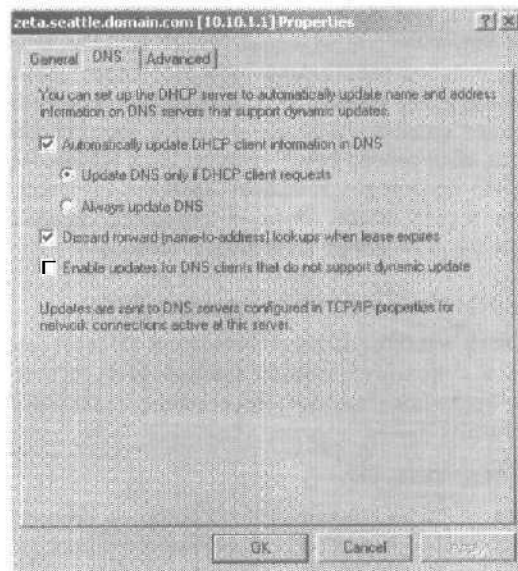 zeta.seattle.domain.com [10.10.1.1] Properties
General DNS Advanced
You can set up the DHCP server to automatically update name and address
information on DNS servers that support dynamic updates.
Automatically update DHCP client information in DNS
Update DNS only if DHCP client requests
Always update DNS
Discard forward (name-to-address) lookups when lease expires
Enable updates for DNS clients that do not support dynamic update
Updates are sent to DNS servers configured in TCP/IP properties for
network connections active at this server.
OK Cancel